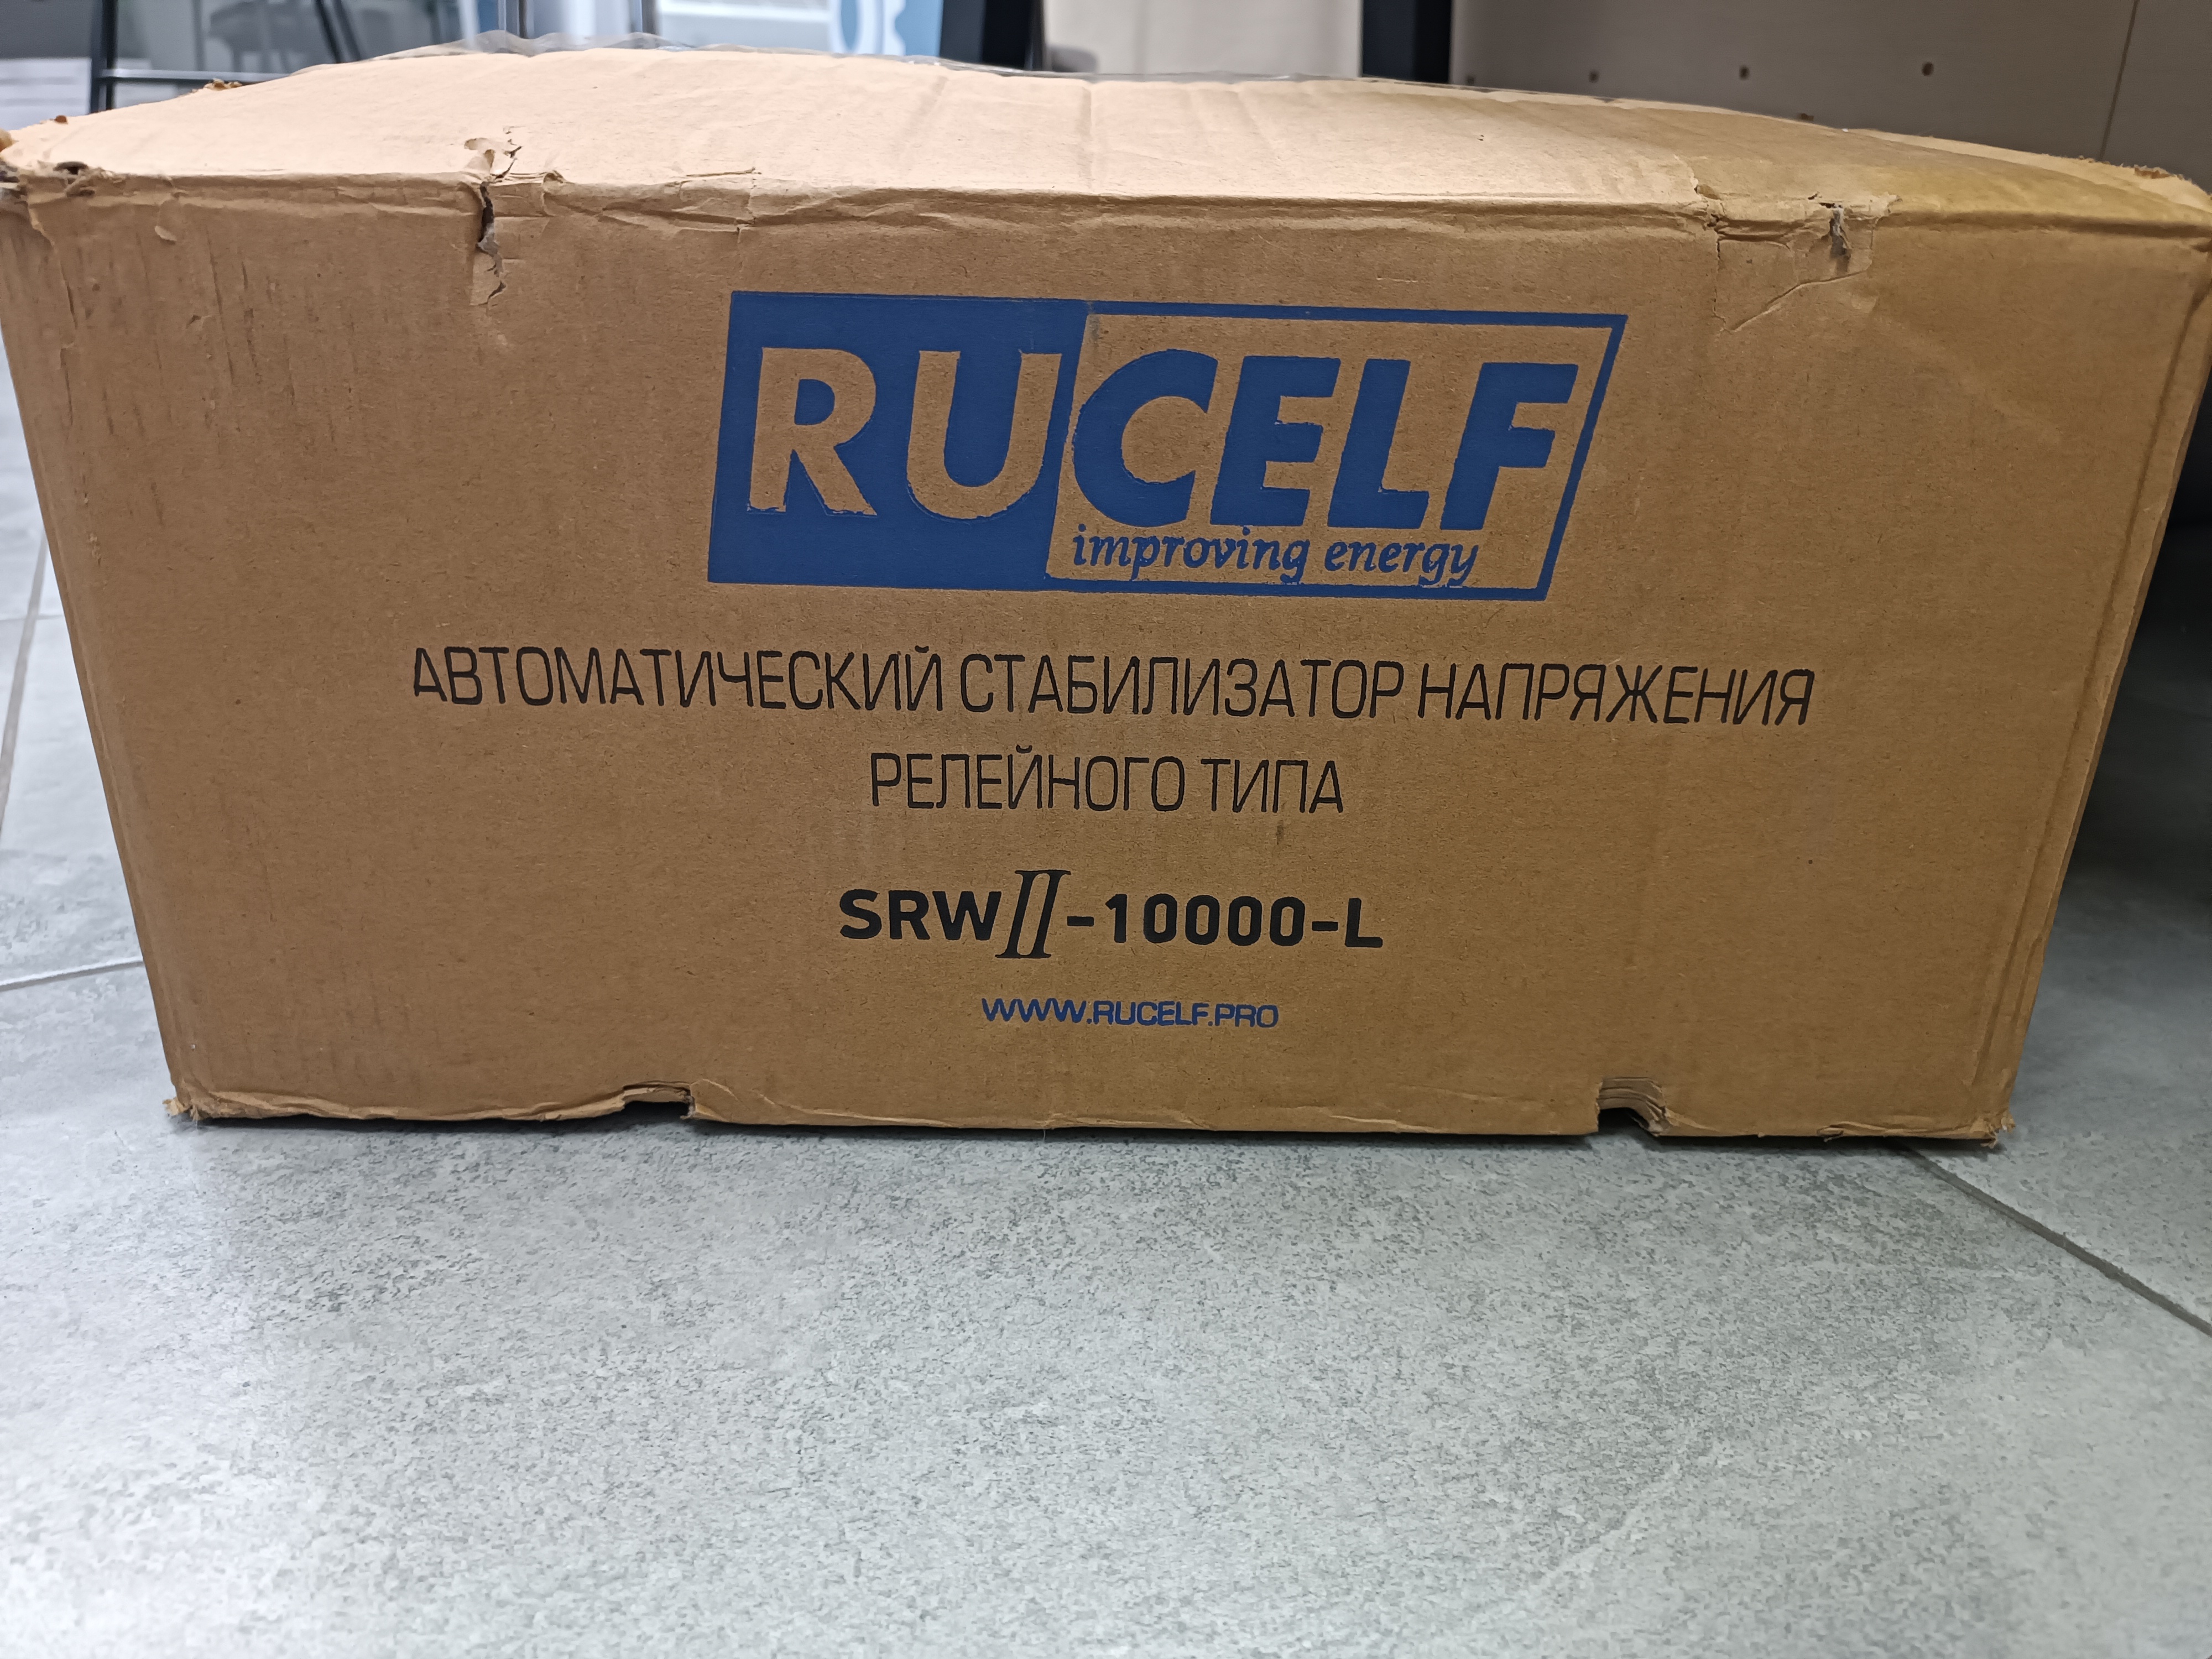 RUCELF
improving energy
АВТОМАТИЧЕСКИЙ СТАБИЛИЗАТОР НАПРЯЖЕНИЯ
РЕЛЕЙНОГО ТИПА
SRWII-10000-L
WWW.RUCELF.PRO